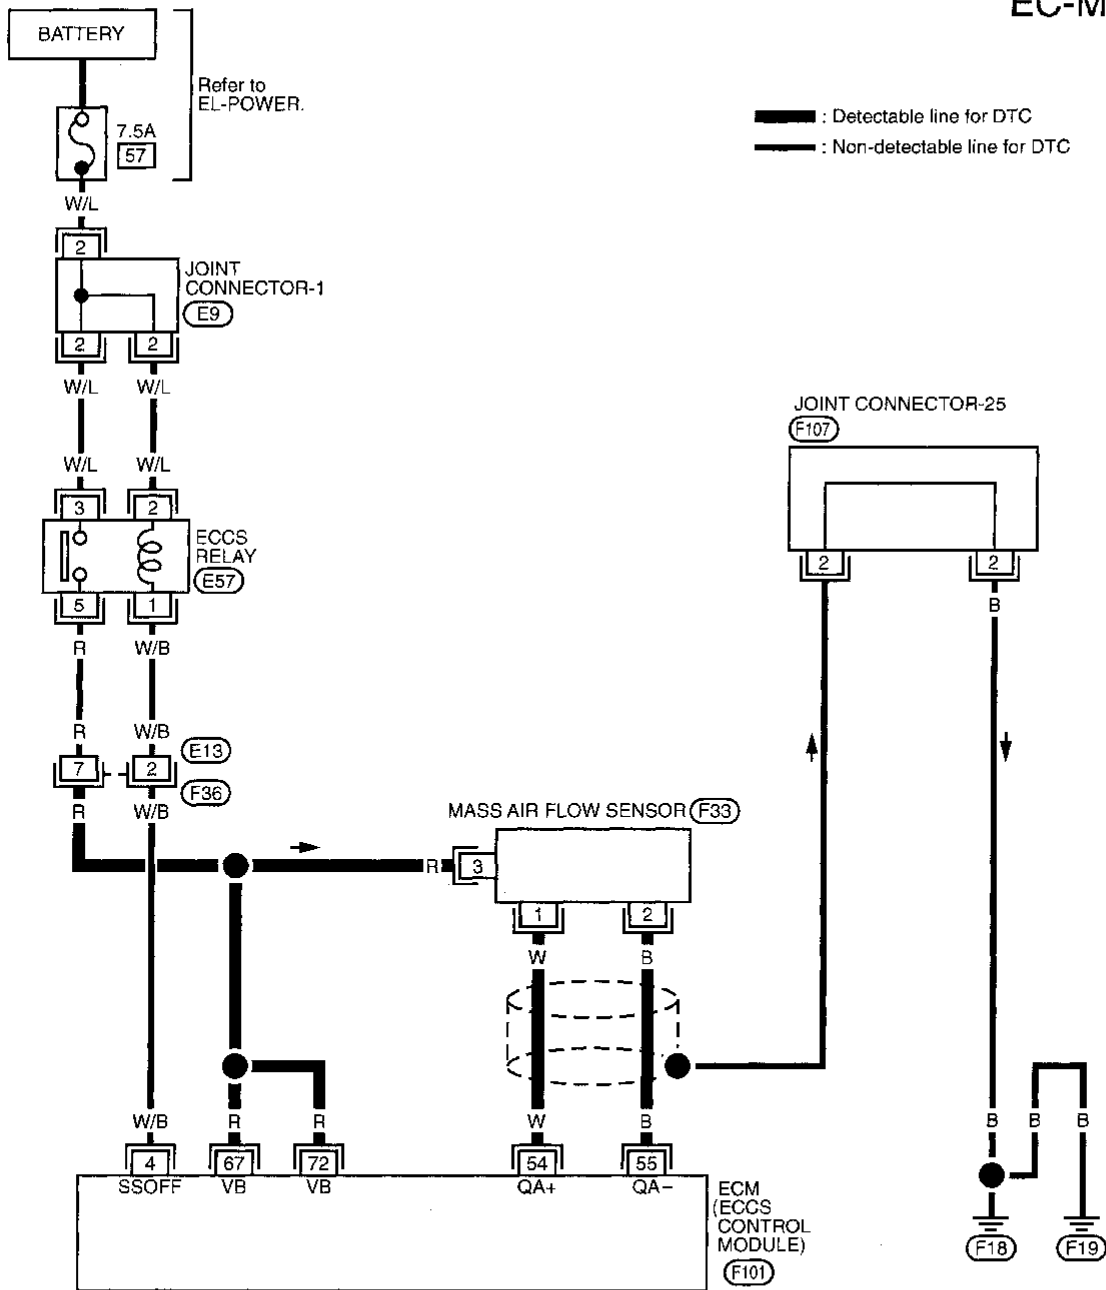 EC-M
BATTERY
Refer to
EL-POWER.
7.5A
57
: Detectable line for DTC
: Non-detectable line for DTC
W/L
2
JOINT
CONNECTOR-1
E9
2 2
W/L W/L
JOINT CONNECTOR-25
F107
W/L W/L
3 2
ECCS
RELAY
E57
2 2
5 1
B
R W/B
R W/B
E13
7 2
F36
R W/B
MASS AIR FLOW SENSOR F33
R 3
1 2
W B
W/B R R W B B B B
4 67 72 54 55
SSOFF VB VB QA+ QA−
ECM
(ECCS
CONTROL
MODULE)
F101
F18 F19